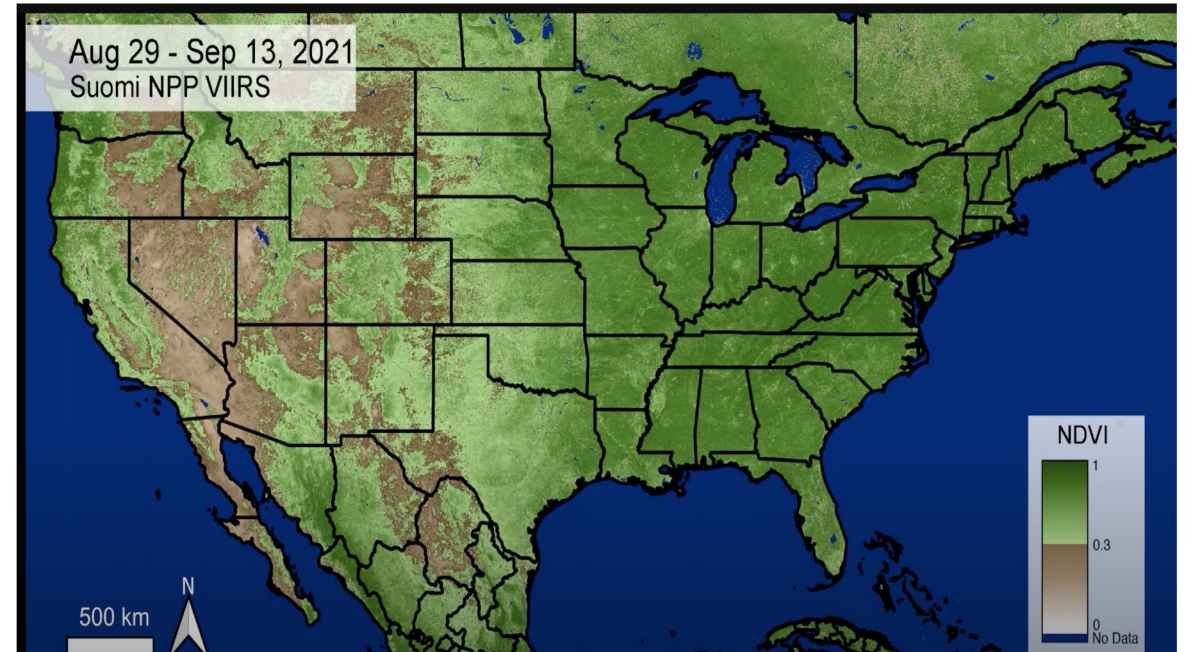 Aug 29 - Sep 13, 2021
Suomi NPP VIIRS
NDVI
1
0.3
0
No Data
N
500 km